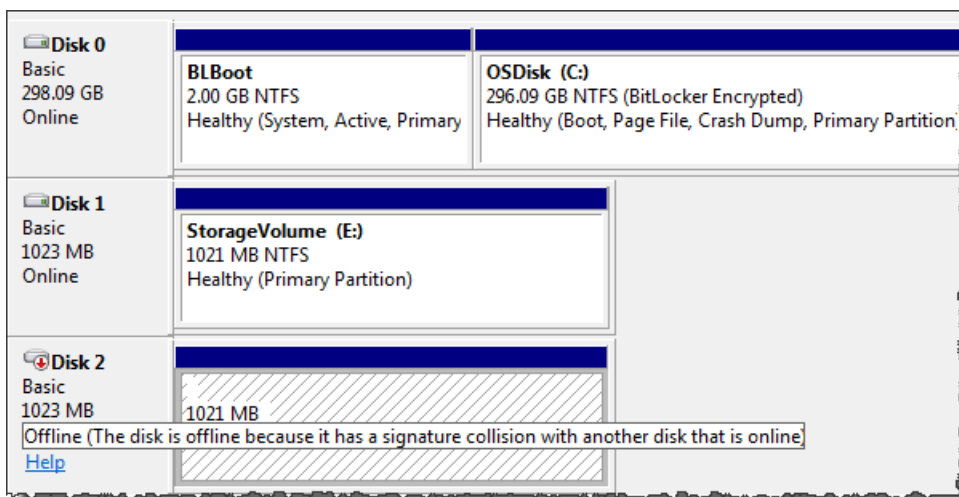 Disk 0
Basic
298.09 GB
Online
BLBoot
2.00 GB NTFS
Healthy (System, Active, Primary
OSDisk (C:)
296.09 GB NTFS (BitLocker Encrypted)
Healthy (Boot, Page File, Crash Dump, Primary Partition)
Disk 1
Basic
1023 MB
Online
StorageVolume (E:)
1021 MB NTFS
Healthy (Primary Partition)
Disk 2
Basic
1023 MB
1021 MB
Offline (The disk is offline because it has a signature collision with another disk that is online)
Help